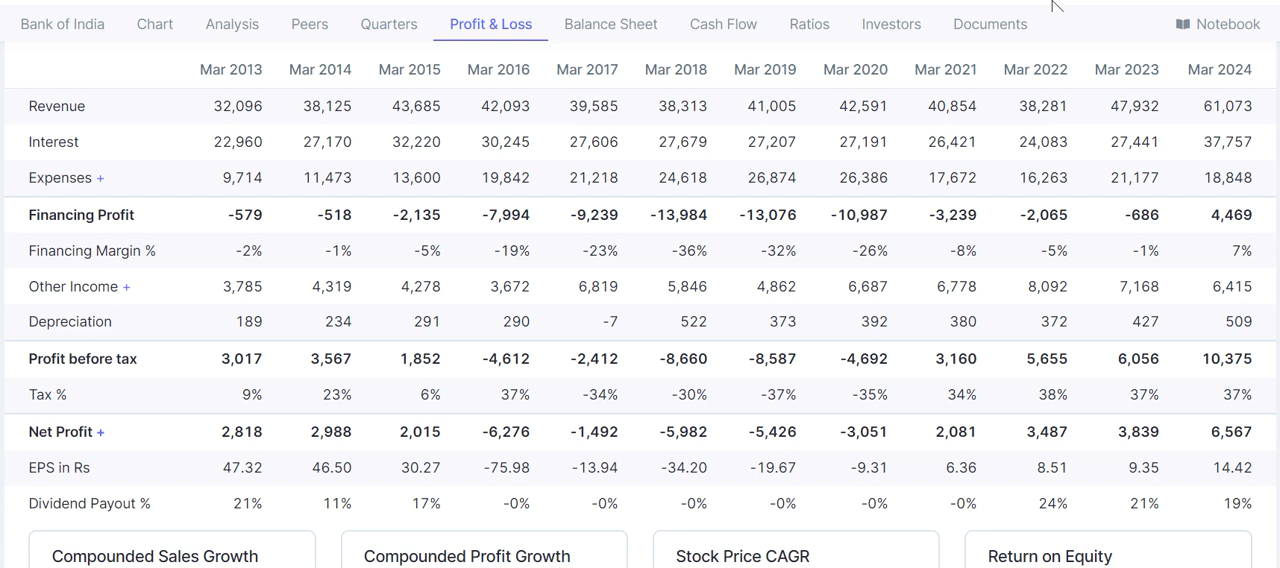 Bank of India Chart Analysis Peers Quarters Profit & Loss Balance Sheet Cash Flow Ratios Investors Documents Notebook
Mar 2013 Mar 2014 Mar 2015 Mar 2016 Mar 2017 Mar 2018 Mar 2019 Mar 2020 Mar 2021 Mar 2022 Mar 2023 Mar 2024
Revenue 32,096 38,125 43,685 42,093 39,585 38,313 41,005 42,591 40,854 38,281 47,932 61,073
Interest 22,960 27,170 32,220 30,245 27,606 27,679 27,207 27,191 26,421 24,083 27,441 37,757
Expenses + 9,714 11,473 13,600 19,842 21,218 24,618 26,874 26,386 17,672 16,263 21,177 18,848
Financing Profit -579 -518 -2,135 -7,994 -9,239 -13,984 -13,076 -10,987 -3,239 -2,065 -686 4,469
Financing Margin % -2% -1% -5% -19% -23% -36% -32% -26% -8% -5% -1% 7%
Other Income + 3,785 4,319 4,278 3,672 6,819 5,846 4,862 6,687 6,778 8,092 7,168 6,415
Depreciation 189 234 291 290 -7 522 373 392 380 372 427 509
Profit before tax 3,017 3,567 1,852 -4,612 -2,412 -8,660 -8,587 -4,692 3,160 5,655 6,056 10,375
Tax % 9% 23% 6% 37% -34% -30% -37% -35% 34% 38% 37% 37%
Net Profit + 2,818 2,988 2,015 -6,276 -1,492 -5,982 -5,426 -3,051 2,081 3,487 3,839 6,567
EPS in Rs 47.32 46.50 30.27 -75.98 -13.94 -34.20 -19.67 -9.31 6.36 8.51 9.35 14.42
Dividend Payout % 21% 11% 17% -0% -0% -0% -0% -0% -0% 24% 21% 19%
Compounded Sales Growth Compounded Profit Growth Stock Price CAGR Return on Equity